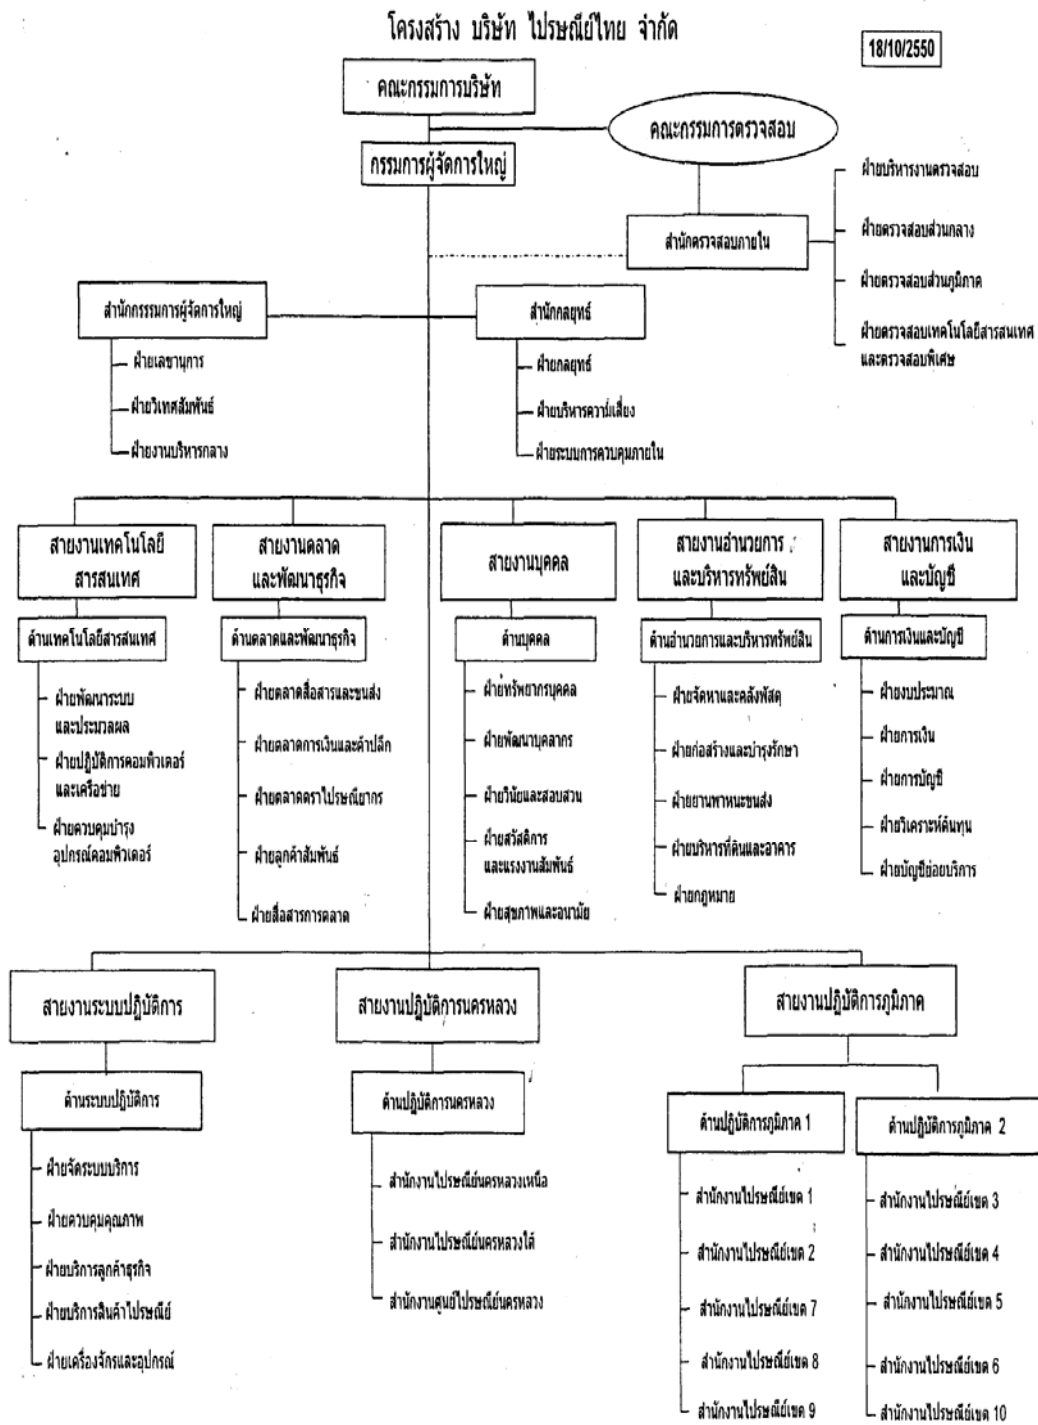 โครงสร้าง บริษัท ไปรษณีย์ไทย จำกัด
18/10/2550
คณะกรรมการบริษัท
คณะกรรมการตรวจสอบ
กรรมการผู้จัดการใหญ่
ฝ่ายบริหารงานตรวจสอบ
สำนักตรวจสอบภายใน
ฝ่ายตรวจสอบส่วนกลาง
ฝ่ายตรวจสอบส่วนภูมิภาค
ฝ่ายตรวจสอบเทคโนโลยีสารสนเทศ
และตรวจสอบพิเศษ
สำนักกรรมการผู้จัดการใหญ่
ฝ่ายเลขานุการ
ฝ่ายวิเทศสัมพันธ์
ฝ่ายงานบริหารกลาง
สำนักกลยุทธ์
ฝ่ายกลยุทธ์
ฝ่ายบริหารความเสี่ยง
ฝ่ายระบบการควบคุมภายใน
สายงานเทคโนโลยี
สารสนเทศ
ด้านเทคโนโลยีสารสนเทศ
ฝ่ายพัฒนาระบบ
และประมวลผล
ฝ่ายปฏิบัติการคอมพิวเตอร์
และเครือข่าย
ฝ่ายควบคุมบำรุง
อุปกรณ์คอมพิวเตอร์
สายงานตลาด
และพัฒนาธุรกิจ
ด้านตลาดและพัฒนาธุรกิจ
ฝ่ายตลาดสื่อสารและขนส่ง
ฝ่ายตลาดการเงินและค้าปลีก
ฝ่ายตลาดตราไปรษณียากร
ฝ่ายลูกค้าสัมพันธ์
ฝ่ายสื่อสารการตลาด
สายงานบุคคล
ด้านบุคคล
ฝ่ายทรัพยากรบุคคล
ฝ่ายพัฒนาบุคลากร
ฝ่ายวินัยและสอบสวน
ฝ่ายสวัสดิการ
และแรงงานสัมพันธ์
ฝ่ายสุขภาพและอนามัย
สายงานอำนวยการ
และบริหารทรัพย์สิน
ด้านอำนวยการและบริหารทรัพย์สิน
ฝ่ายจัดหาและคลังพัสดุ
ฝ่ายก่อสร้างและบำรุงรักษา
ฝ่ายยานพาหนะขนส่ง
ฝ่ายบริหารที่ดินและอาคาร
ฝ่ายกฎหมาย
สายงานการเงิน
และบัญชี
ด้านการเงินและบัญชี
ฝ่ายงบประมาณ
ฝ่ายการเงิน
ฝ่ายการบัญชี
ฝ่ายวิเคราะห์ต้นทุน
ฝ่ายบัญชีย่อยบริการ
สายงานระบบปฏิบัติการ
ด้านระบบปฏิบัติการ
ฝ่ายจัดระบบบริการ
ฝ่ายควบคุมคุณภาพ
ฝ่ายบริการลูกค้าธุรกิจ
ฝ่ายบริการสินค้าไปรษณีย์
ฝ่ายเครื่องจักรและอุปกรณ์
สายงานปฏิบัติการนครหลวง
ด้านปฏิบัติการนครหลวง
สำนักงานไปรษณีย์นครหลวงเหนือ
สำนักงานไปรษณีย์นครหลวงใต้
สำนักงานศูนย์ไปรษณีย์นครหลวง
สายงานปฏิบัติการภูมิภาค
ด้านปฏิบัติการภูมิภาค 1
สำนักงานไปรษณีย์เขต 1
สำนักงานไปรษณีย์เขต 2
สำนักงานไปรษณีย์เขต 7
สำนักงานไปรษณีย์เขต 8
สำนักงานไปรษณีย์เขต 9
ด้านปฏิบัติการภูมิภาค 2
สำนักงานไปรษณีย์เขต 3
สำนักงานไปรษณีย์เขต 4
สำนักงานไปรษณีย์เขต 5
สำนักงานไปรษณีย์เขต 6
สำนักงานไปรษณีย์เขต 10